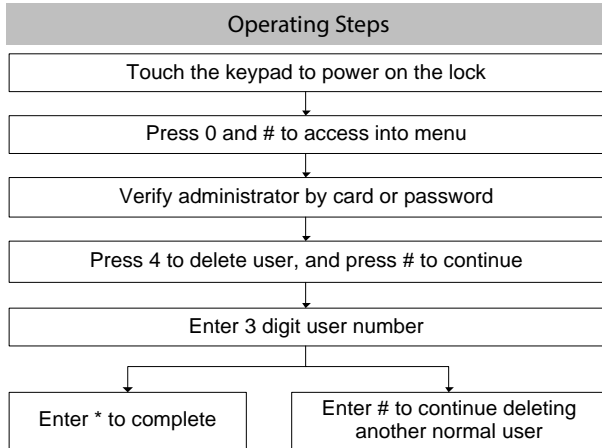 Operating Steps
Touch the keypad to power on the lock
Press 0 and # to access into menu
Verify administrator by card or password
Press 4 to delete user, and press # to continue
Enter 3 digit user number
Enter * to complete
Enter # to continue deleting
another normal user